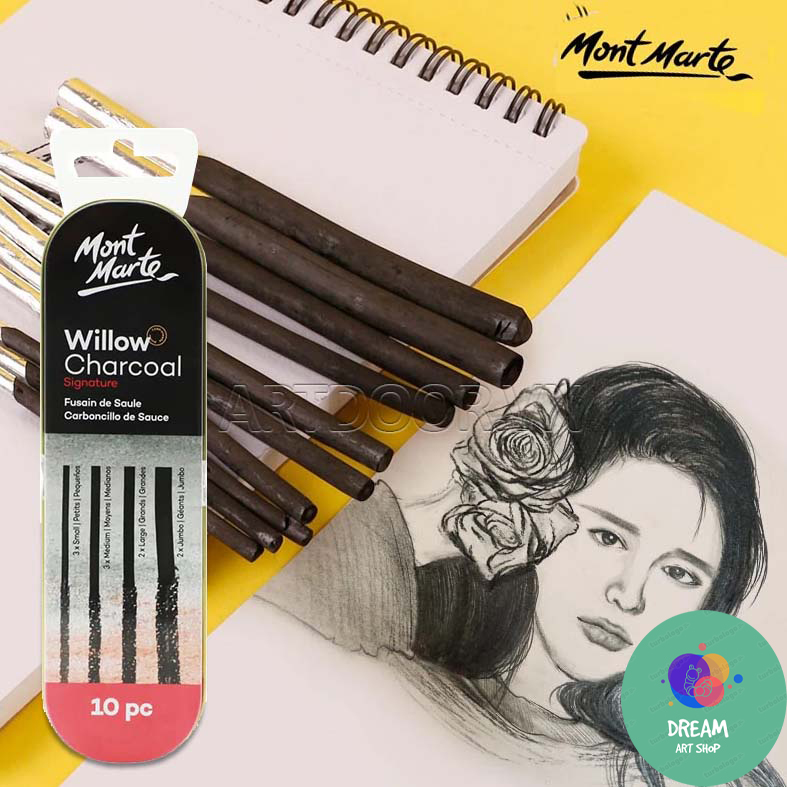 Mont Marte
Mont
Marte
Willow
Charcoal
Signature
Fusain de Saule
Carboncillo de Sauce
3 x Small | Petits | Pequeños
3 x Medium | Moyens | Medianos
2 x Large | Grands | Grandes
2 x Jumbo | Géants | Jumbo
10 pc
ARTDOOR.VN
DREAM
ART SHOP